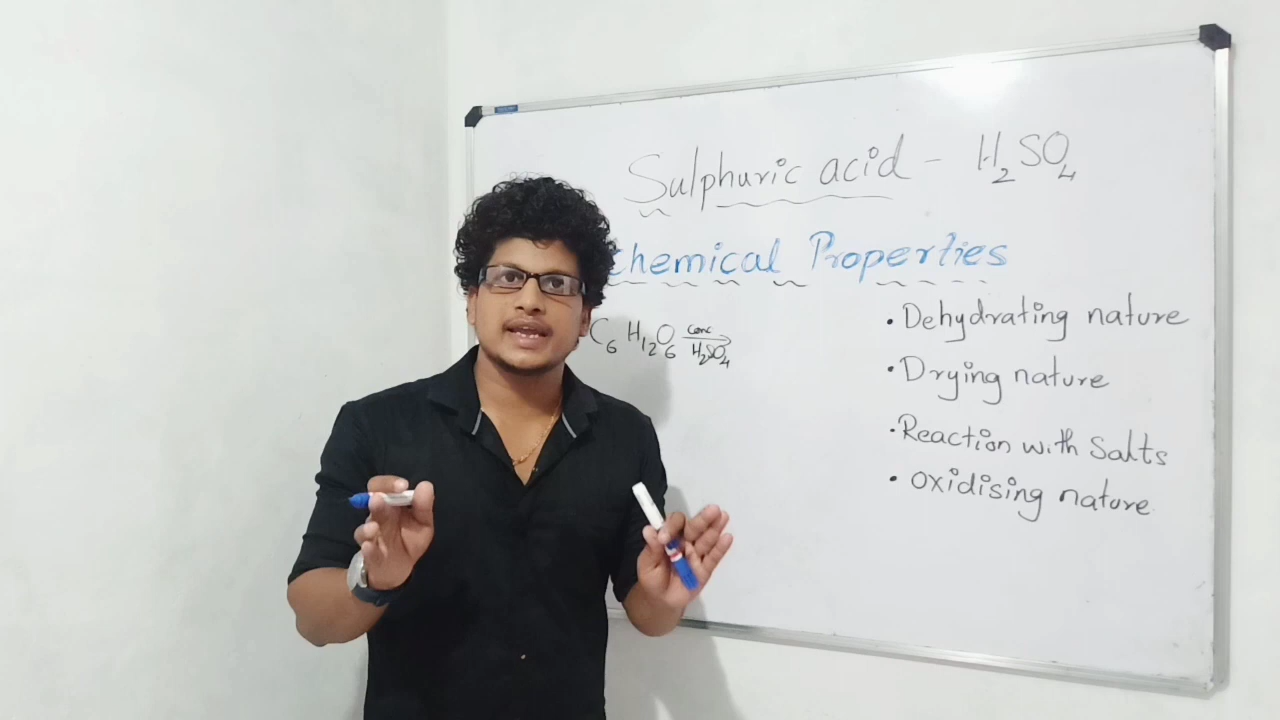 Sulphuric acid - H₂SO₄
Chemical Properties
C₆H₁₂O₆ conc H₂SO₄ →
• Dehydrating nature
• Drying nature
• Reaction with Salts
• Oxidising nature